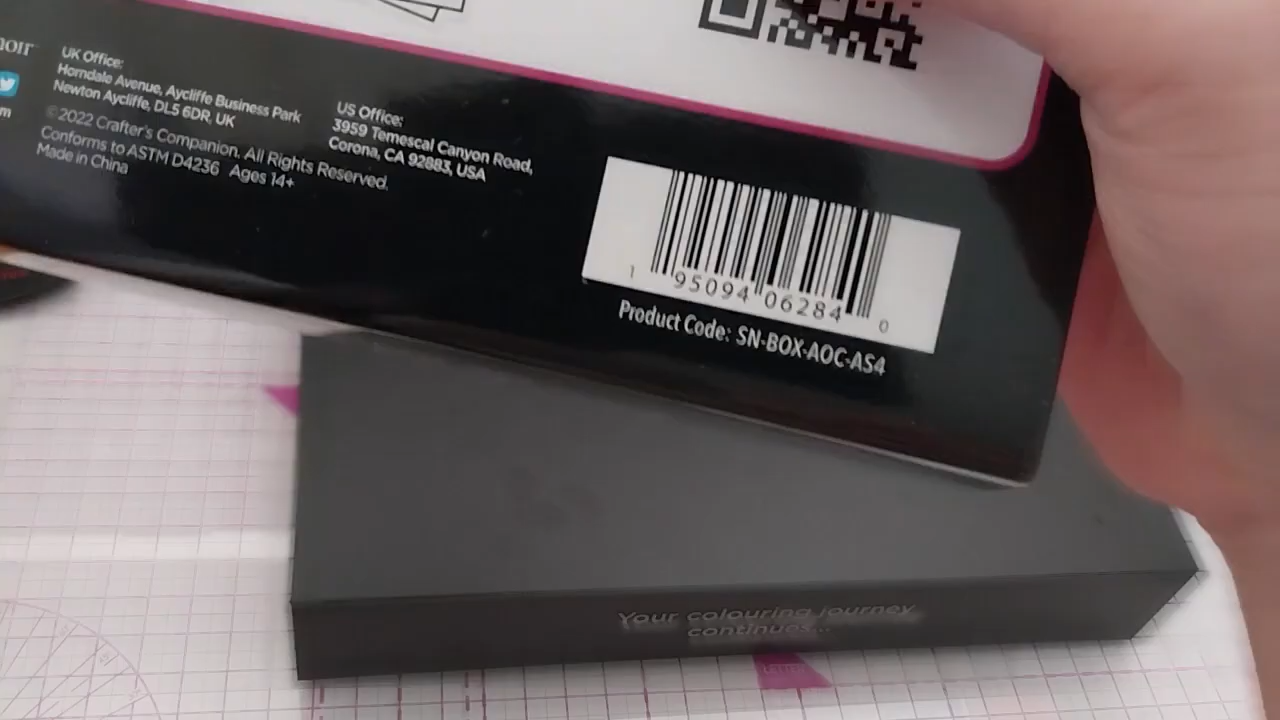 UK Office:
Horndale Avenue, Aycliffe Business Park
Newton Aycliffe, DL5 6DR, UK
©2022 Crafter's Companion. All Rights Reserved.
Conforms to ASTM D4236 Ages 14+
Made in China
US Office:
3959 Temescal Canyon Road,
Corona, CA 92883, USA
1 95094 06284 0
Product Code: SN-BOX-AOC-AS4
Your colouring journey
continues...